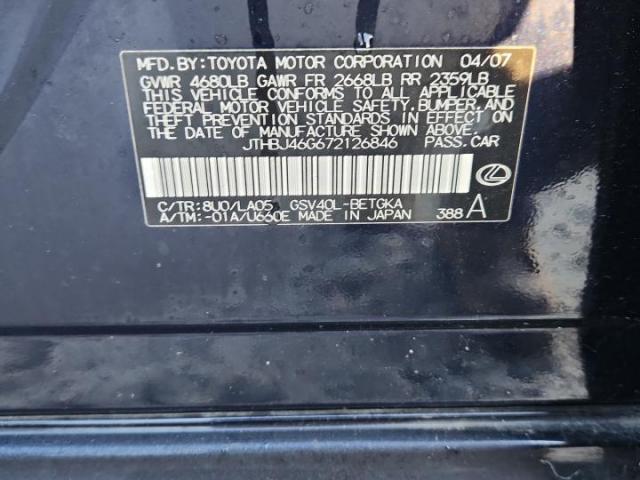 MFD.BY:TOYOTA MOTOR CORPORATION 04/07
GVWR 4680LB GAWR FR 2668LB RR 2359LB
THIS VEHICLE CONFORMS TO ALL APPLICABLE
FEDERAL MOTOR VEHICLE SAFETY,BUMPER,AND
THEFT PREVENTION STANDARDS IN EFFECT ON
THE DATE OF MANUFACTURE SHOWN ABOVE.
JTHBJ46G672126846 PASS.CAR
C/TR:8U0/LA05 GSV40L-BETGKA
A/TM:-01A/U660E MADE IN JAPAN 388 A